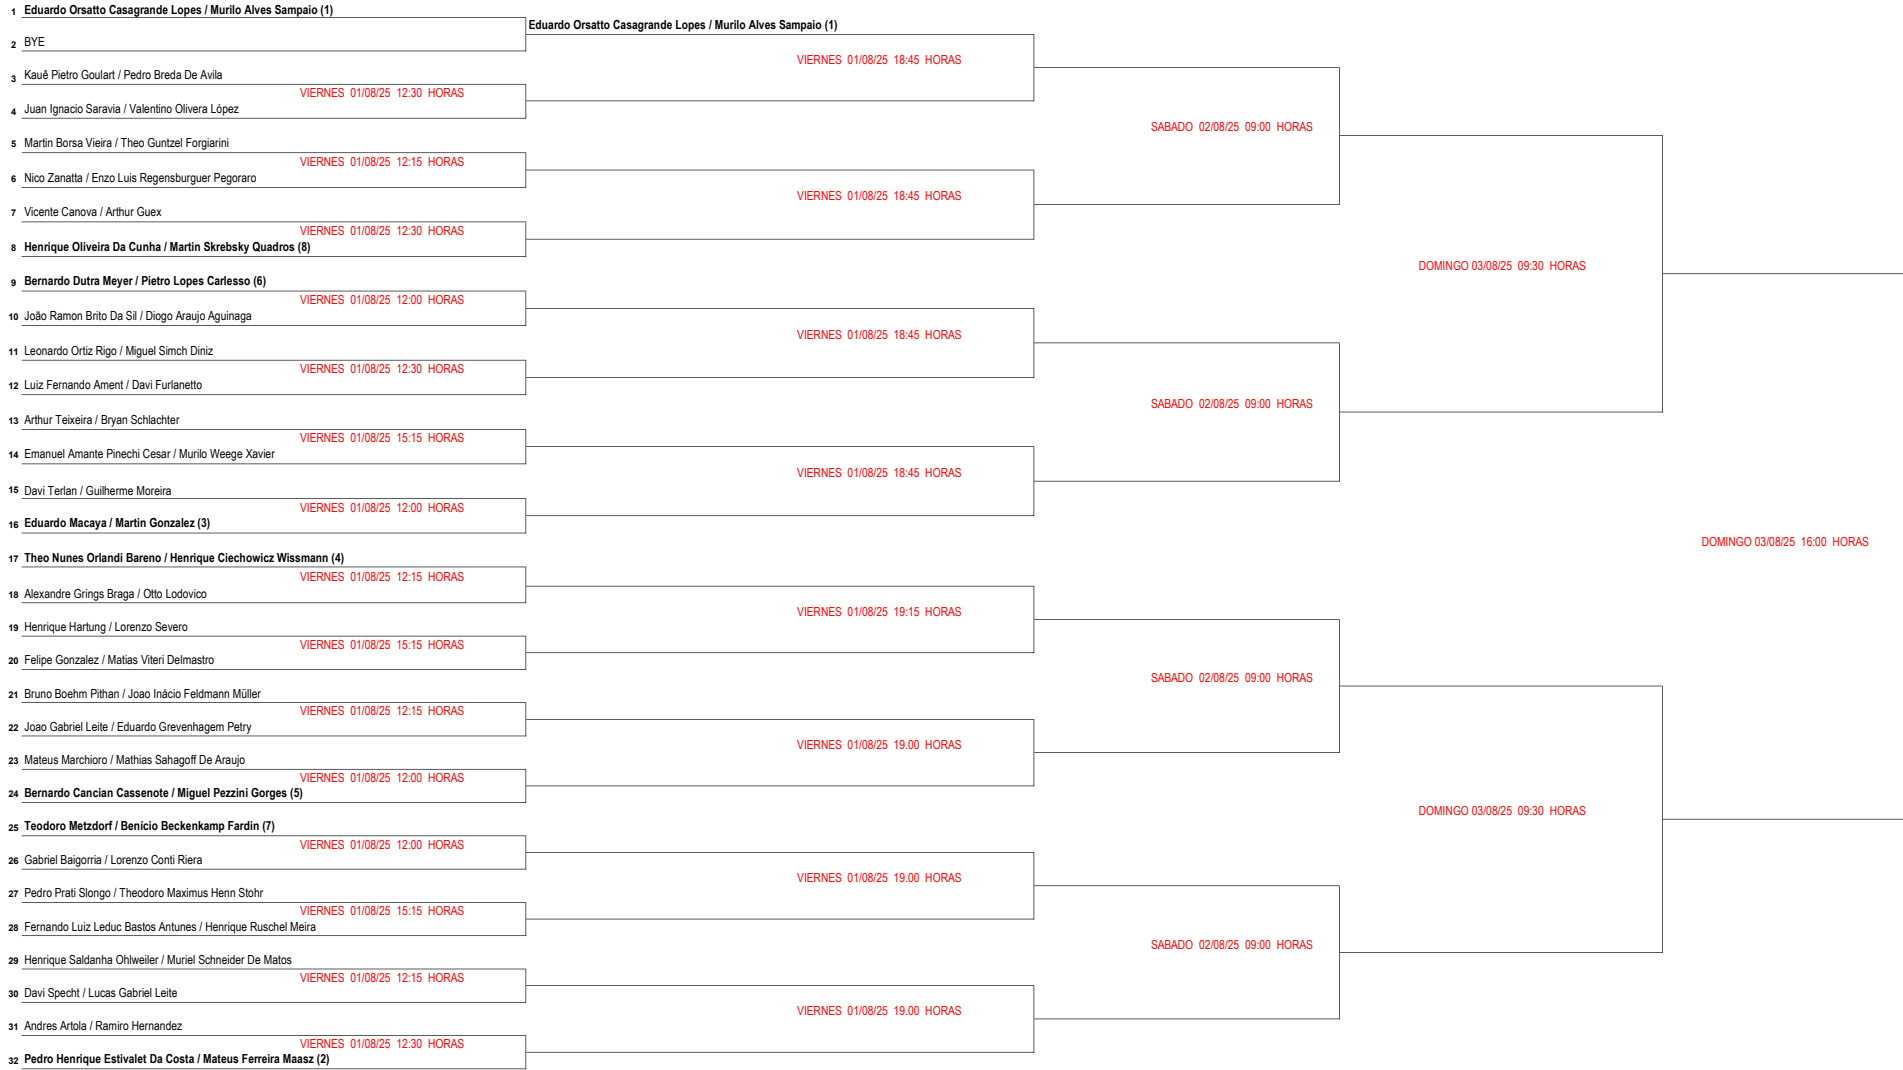 1 Eduardo Orsatto Casagrande Lopes / Murilo Alves Sampaio (1)
Eduardo Orsatto Casagrande Lopes / Murilo Alves Sampaio (1)
2 BYE
VIERNES 01/08/25 18:45 HORAS
3 Kauê Pietro Goulart / Pedro Breda De Avila
VIERNES 01/08/25 12:30 HORAS
4 Juan Ignacio Saravia / Valentino Olivera López
SABADO 02/08/25 09:00 HORAS
5 Martin Borsa Vieira / Theo Guntzel Forgiarini
VIERNES 01/08/25 12:15 HORAS
6 Nico Zanatta / Enzo Luis Regensburguer Pegoraro
VIERNES 01/08/25 18:45 HORAS
7 Vicente Canova / Arthur Guex
VIERNES 01/08/25 12:30 HORAS
8 Henrique Oliveira Da Cunha / Martin Skrebsky Quadros (8)
DOMINGO 03/08/25 09:30 HORAS
9 Bernardo Dutra Meyer / Pietro Lopes Carlesso (6)
VIERNES 01/08/25 12:00 HORAS
10 João Ramon Brito Da Sil / Diogo Araujo Aguinaga
VIERNES 01/08/25 18:45 HORAS
11 Leonardo Ortiz Rigo / Miguel Simch Diniz
VIERNES 01/08/25 12:30 HORAS
12 Luiz Fernando Ament / Davi Furlanetto
SABADO 02/08/25 09:00 HORAS
13 Arthur Teixeira / Bryan Schlachter
VIERNES 01/08/25 15:15 HORAS
14 Emanuel Amante Pinechi Cesar / Murilo Weege Xavier
VIERNES 01/08/25 18:45 HORAS
15 Davi Terlan / Guilherme Moreira
VIERNES 01/08/25 12:00 HORAS
16 Eduardo Macaya / Martin Gonzalez (3)
DOMINGO 03/08/25 16:00 HORAS
17 Theo Nunes Orlandi Bareno / Henrique Ciechowicz Wissmann (4)
VIERNES 01/08/25 12:15 HORAS
18 Alexandre Grings Braga / Otto Lodovico
VIERNES 01/08/25 19:15 HORAS
19 Henrique Hartung / Lorenzo Severo
VIERNES 01/08/25 15:15 HORAS
20 Felipe Gonzalez / Matias Viteri Delmastro
SABADO 02/08/25 09:00 HORAS
21 Bruno Boehm Pithan / Joao Inácio Feldmann Müller
VIERNES 01/08/25 12:15 HORAS
22 Joao Gabriel Leite / Eduardo Grevenhagem Petry
VIERNES 01/08/25 19.00 HORAS
23 Mateus Marchioro / Mathias Sahagoff De Araujo
VIERNES 01/08/25 12:00 HORAS
24 Bernardo Cancian Cassenote / Miguel Pezzini Gorges (5)
DOMINGO 03/08/25 09:30 HORAS
25 Teodoro Metzdorf / Benício Beckenkamp Fardin (7)
VIERNES 01/08/25 12:00 HORAS
26 Gabriel Baigorria / Lorenzo Conti Riera
VIERNES 01/08/25 19.00 HORAS
27 Pedro Prati Slongo / Theodoro Maximus Henn Stohr
VIERNES 01/08/25 15:15 HORAS
28 Fernando Luiz Leduc Bastos Antunes / Henrique Ruschel Meira
SABADO 02/08/25 09:00 HORAS
29 Henrique Saldanha Ohlweiler / Muriel Schneider De Matos
VIERNES 01/08/25 12:15 HORAS
30 Davi Specht / Lucas Gabriel Leite
VIERNES 01/08/25 19.00 HORAS
31 Andres Artola / Ramiro Hernandez
VIERNES 01/08/25 12:30 HORAS
32 Pedro Henrique Estivalet Da Costa / Mateus Ferreira Maasz (2)